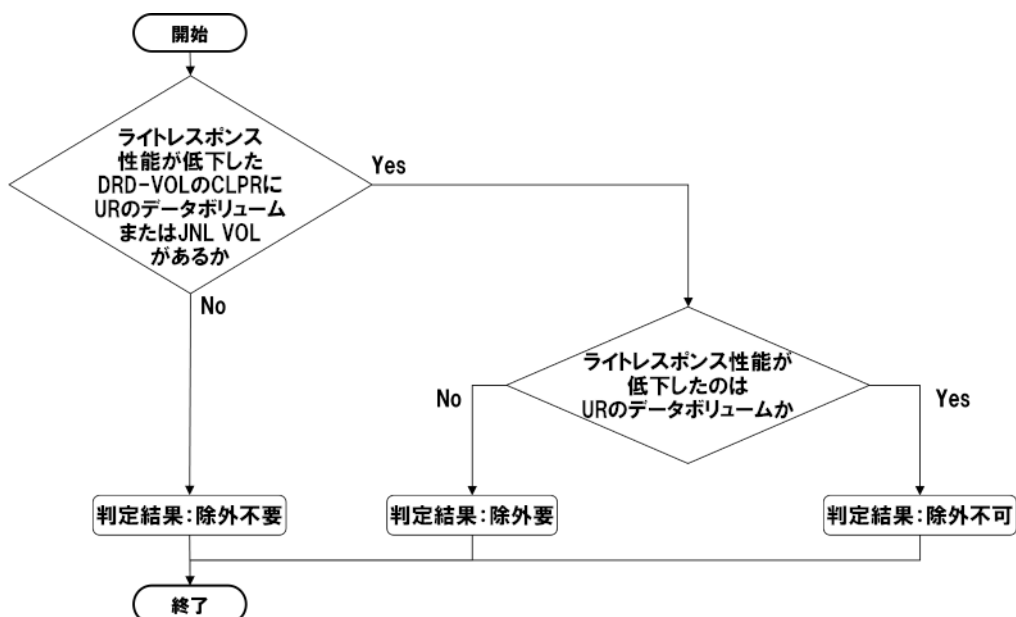 開始
ライトレスポンス
性能が低下した
DRD-VOLのCLPRに
URのデータボリューム
またはJNL VOL
があるか
Yes
No
ライトレスポンス性能が
低下したのは
URのデータボリュームか
No
Yes
判定結果:除外不要
判定結果:除外要
判定結果:除外不可
終了